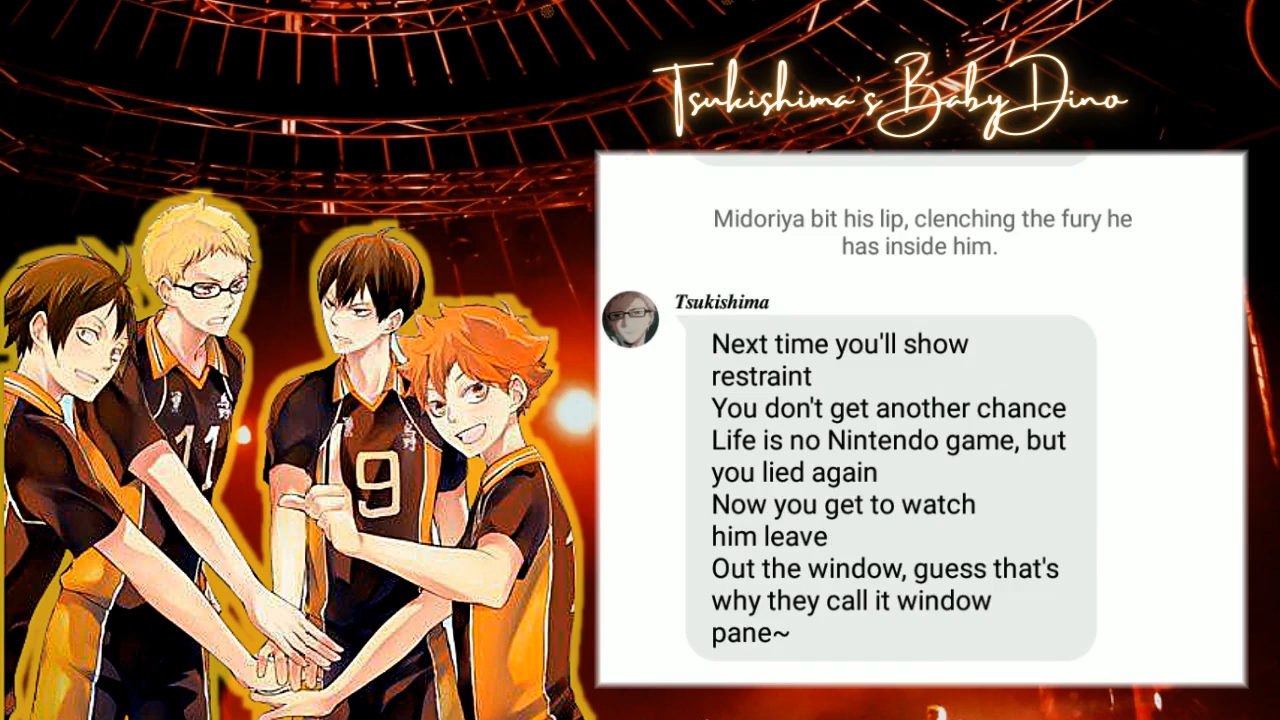 Tsukishima's Baby Dino
Midoriya bit his lip, clenching the fury he
has inside him.
Tsukishima
Next time you'll show
restraint
You don't get another chance
Life is no Nintendo game, but
you lied again
Now you get to watch
him leave
Out the window, guess that's
why they call it window
pane~
11
9